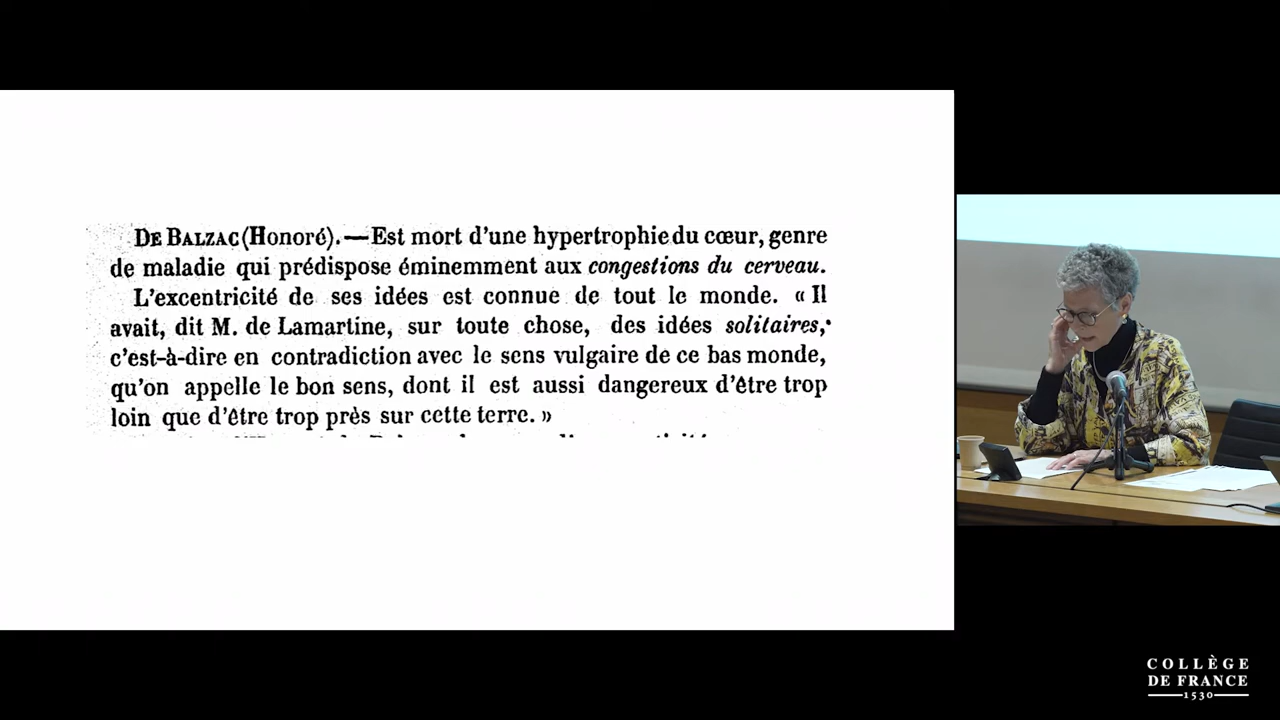 DE BALZAC (Honoré). — Est mort d'une hypertrophie du cœur, genre
de maladie qui prédispose éminemment aux congestions du cerveau.
L'excentricité de ses idées est connue de tout le monde. « Il
avait, dit M. de Lamartine, sur toute chose, des idées solitaires,
c'est-à-dire en contradiction avec le sens vulgaire de ce bas monde,
qu'on appelle le bon sens, dont il est aussi dangereux d'être trop
loin que d'être trop près sur cette terre. »
COLLÈGE
DE FRANCE
1530